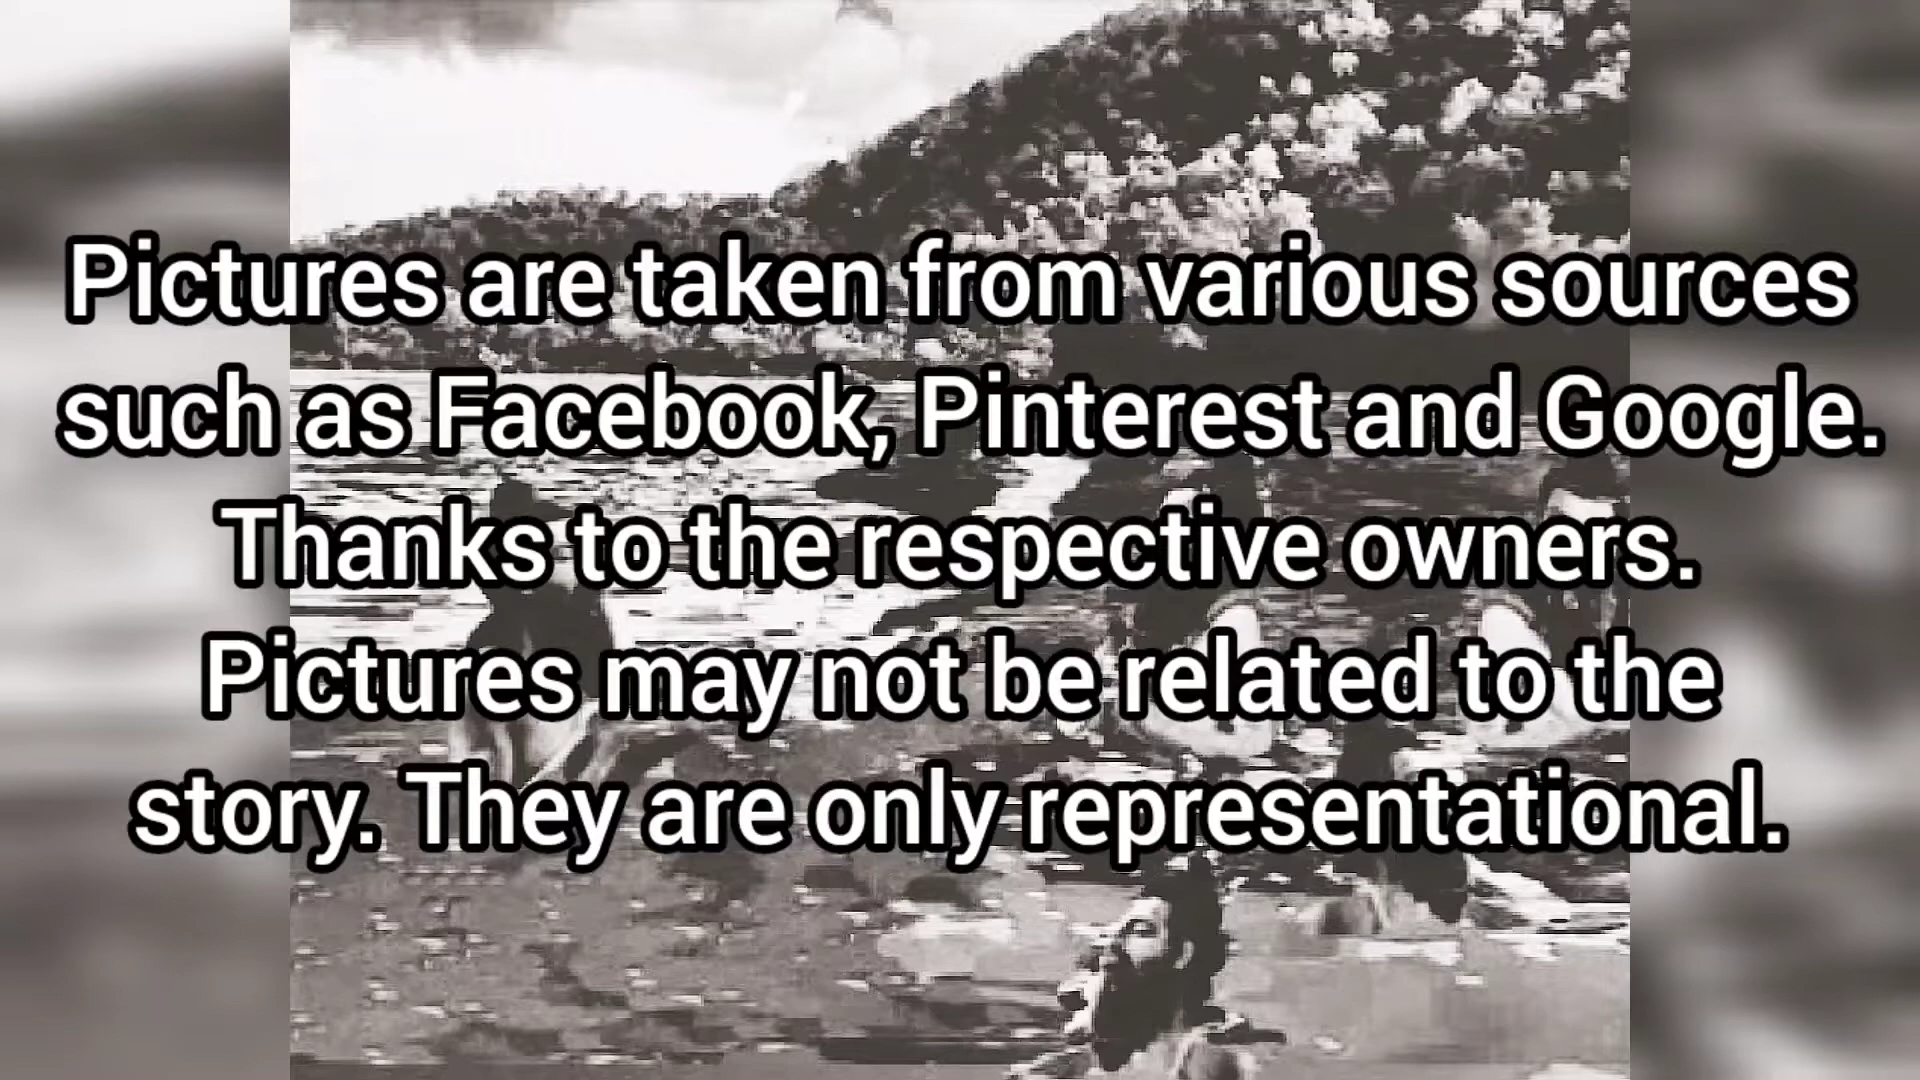 Pictures are taken from various sources
such as Facebook, Pinterest and Google.
Thanks to the respective owners.
Pictures may not be related to the
story. They are only representational.